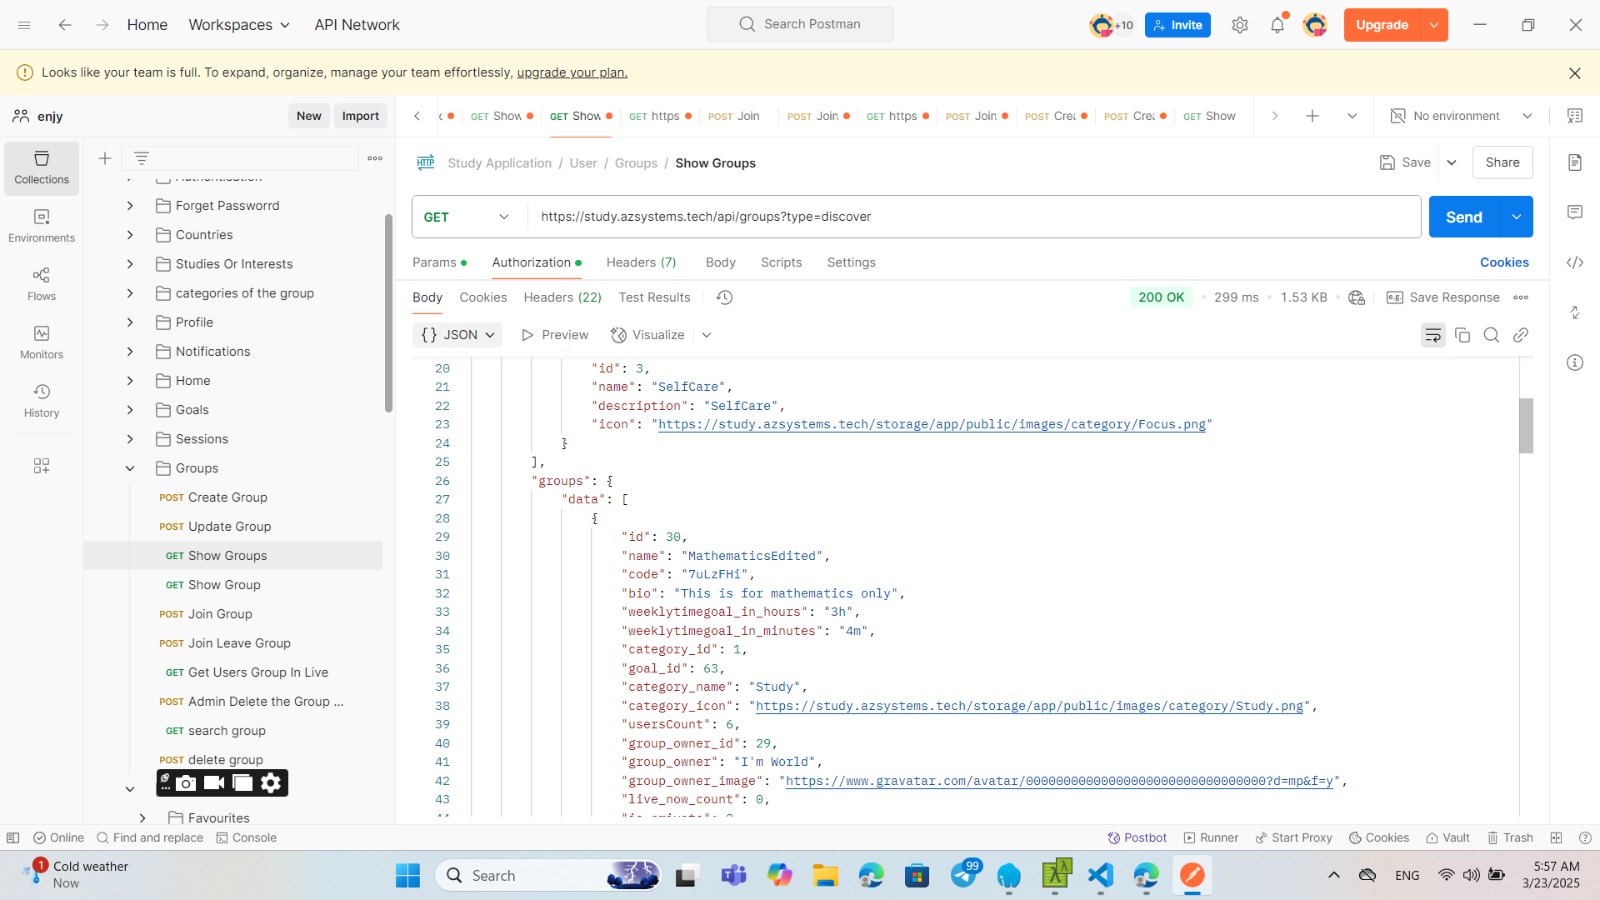 Home Workspaces API Network Search Postman +10 Invite Upgrade
Looks like your team is full. To expand, organize, manage your team effortlessly, upgrade your plan.
enjy New Import
GET Show GET Show GET https POST Join POST Join GET https POST Join POST Crea POST Crea GET Show No environment
Collections
Environments
Flows
Monitors
History
Forget Passworrd
Countries
Studies Or Interests
categories of the group
Profile
Notifications
Home
Goals
Sessions
Groups
POST Create Group
POST Update Group
GET Show Groups
GET Show Group
POST Join Group
POST Join Leave Group
GET Get Users Group In Live
POST Admin Delete the Group ...
GET search group
POST delete group
Favourites
HTTP Study Application / User / Groups / Show Groups Save Share
GET https://study.azsystems.tech/api/groups?type=discover Send
Params Authorization Headers (7) Body Scripts Settings Cookies
Body Cookies Headers (22) Test Results 200 OK 299 ms 1.53 KB e.g. Save Response
{} JSON Preview Visualize
20 "id": 3,
21 "name": "SelfCare",
22 "description": "SelfCare",
23 "icon": "https://study.azsystems.tech/storage/app/public/images/category/Focus.png"
24 }
25 ],
26 "groups": {
27 "data": [
28 {
29 "id": 30,
30 "name": "MathematicsEdited",
31 "code": "7uLzFHi",
32 "bio": "This is for mathematics only",
33 "weeklytimegoal_in_hours": "3h",
34 "weeklytimegoal_in_minutes": "4m",
35 "category_id": 1,
36 "goal_id": 63,
37 "category_name": "Study",
38 "category_icon": "https://study.azsystems.tech/storage/app/public/images/category/Study.png",
39 "usersCount": 6,
40 "group_owner_id": 29,
41 "group_owner": "I'm World",
42 "group_owner_image": "https://www.gravatar.com/avatar/00000000000000000000000000000000?d=mp&f=y",
43 "live_now_count": 0,
Online Find and replace Console Postbot Runner Start Proxy Cookies Vault Trash
1 Cold weather
Now
Search
99
ENG
5:57 AM
3/23/2025